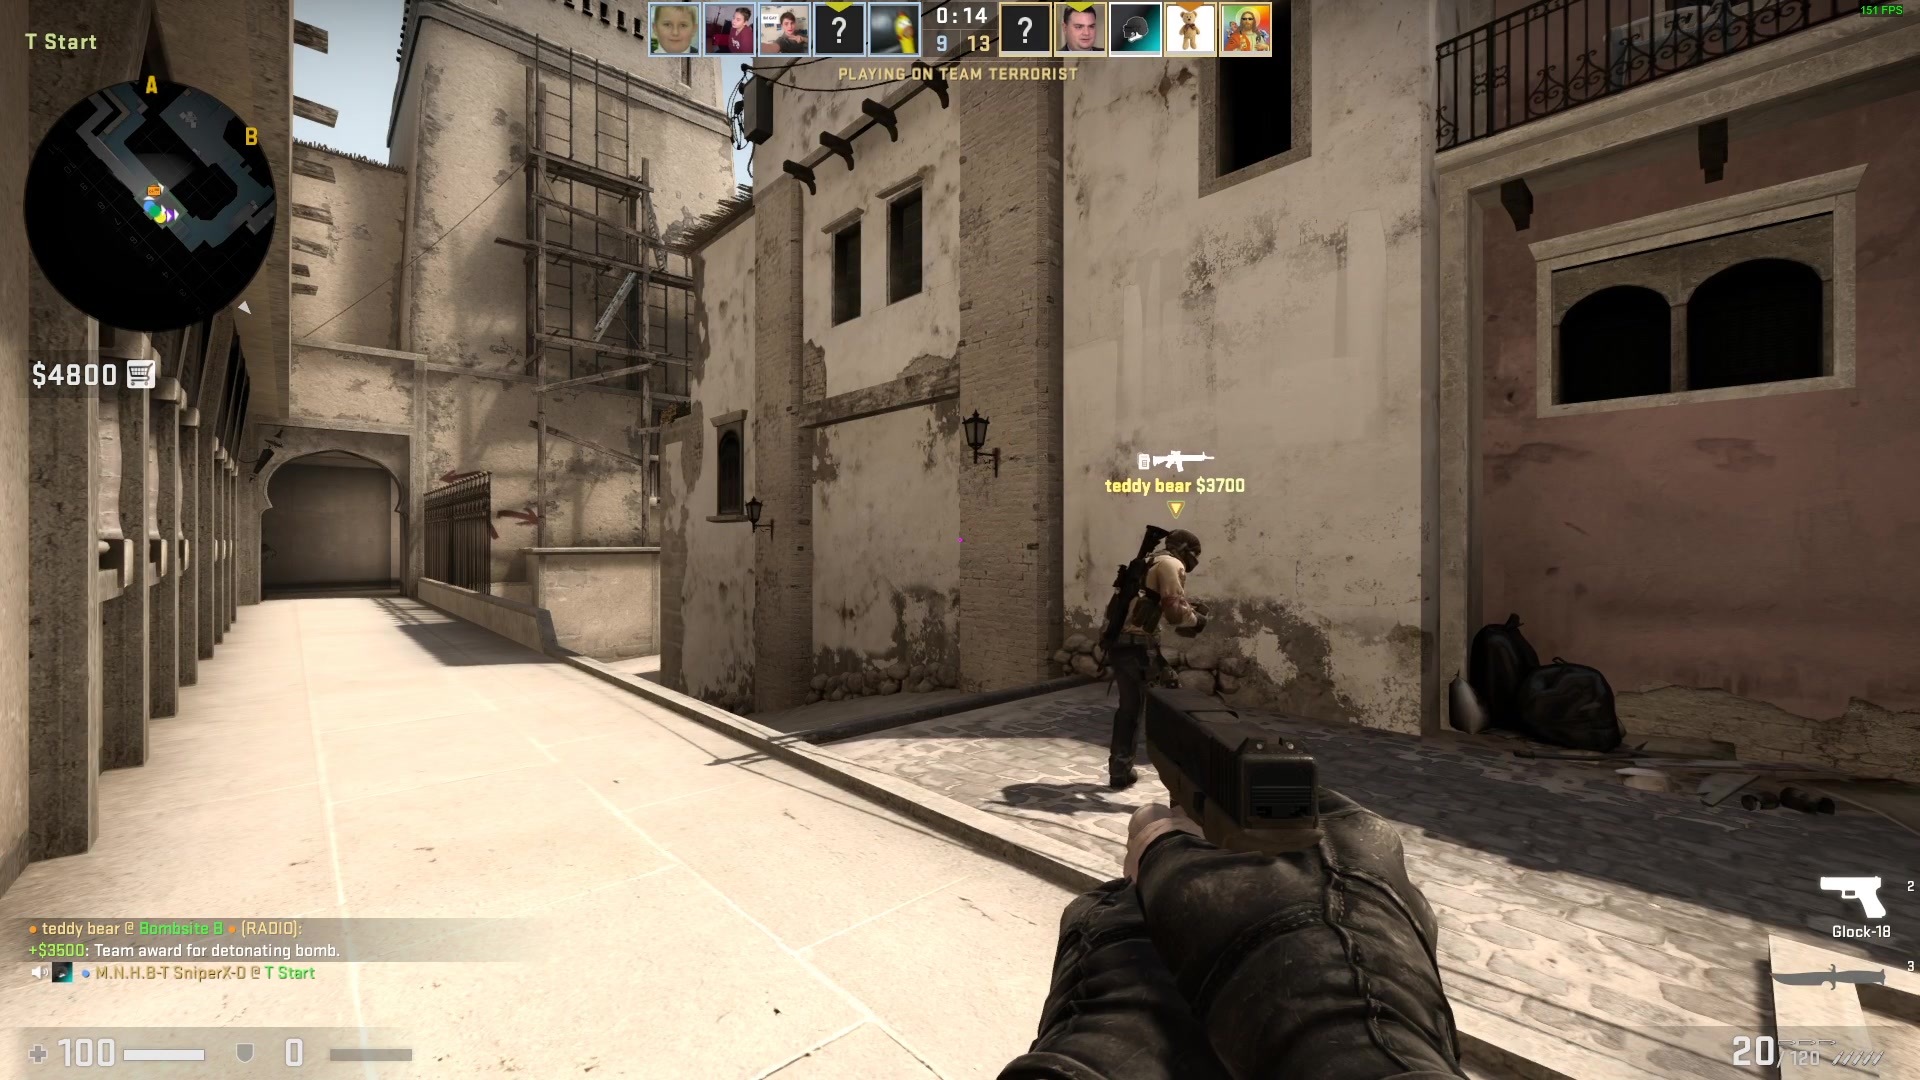 151 FPS
T Start
0:14
?
?
9 13
PLAYING ON TEAM TERRORIST
A
B
$4800
teddy bear $3700
2
Glock-18
3
• teddy bear @ Bombsite B • (RADIO):
+$3500: Team award for detonating bomb.
• M.N.H.B-T SniperX-D @ T Start
100
0
20/ 120